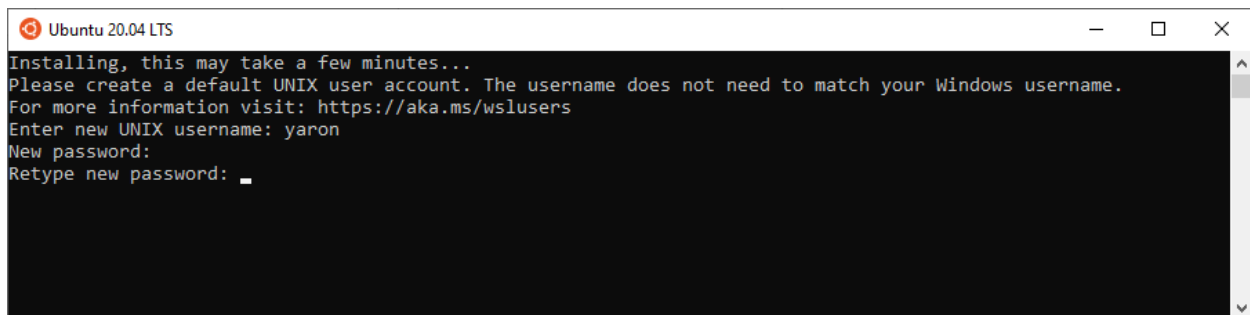 Ubuntu 20.04 LTS
Installing, this may take a few minutes...
Please create a default UNIX user account. The username does not need to match your Windows username.
For more information visit: https://aka.ms/wslusers
Enter new UNIX username: yaron
New password:
Retype new password: